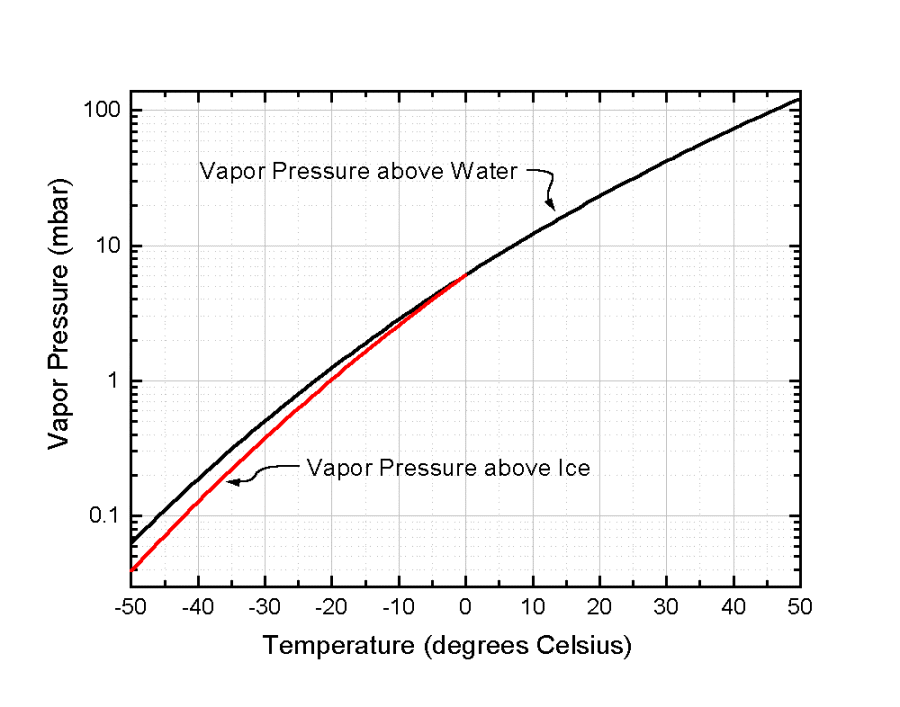 100
Vapor Pressure above Water
10
Vapor Pressure (mbar)
1
Vapor Pressure above Ice
0.1
-50 -40 -30 -20 -10 0 10 20 30 40 50
Temperature (degrees Celsius)